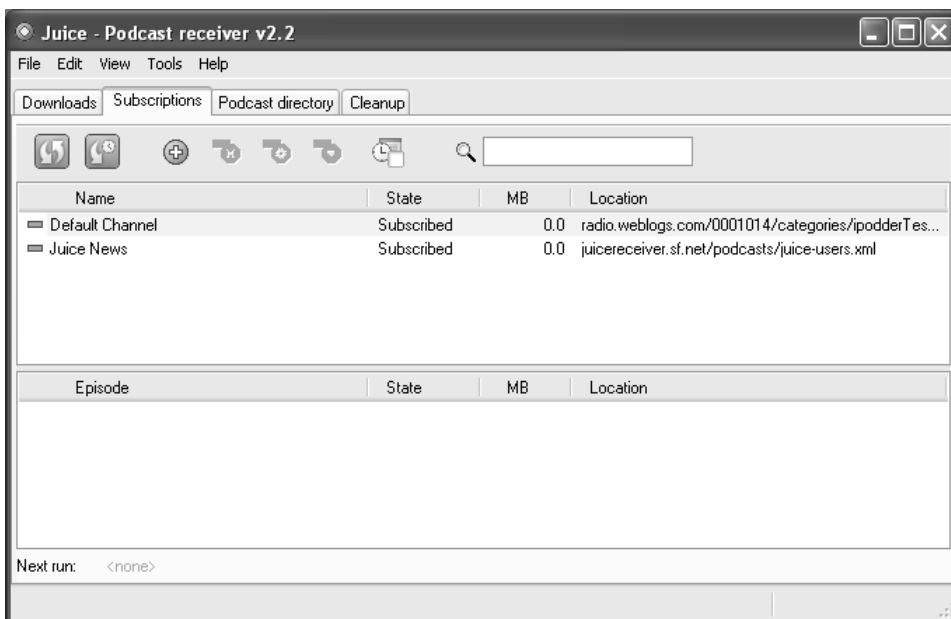 Juice - Podcast receiver v2.2
File Edit View Tools Help
Downloads Subscriptions Podcast directory Cleanup
Name State MB Location
Default Channel Subscribed 0.0 radio.weblogs.com/0001014/categories/ipodderTes...
Juice News Subscribed 0.0 juicereceiver.sf.net/podcasts/juice-users.xml
Episode State MB Location
Next run: <none>